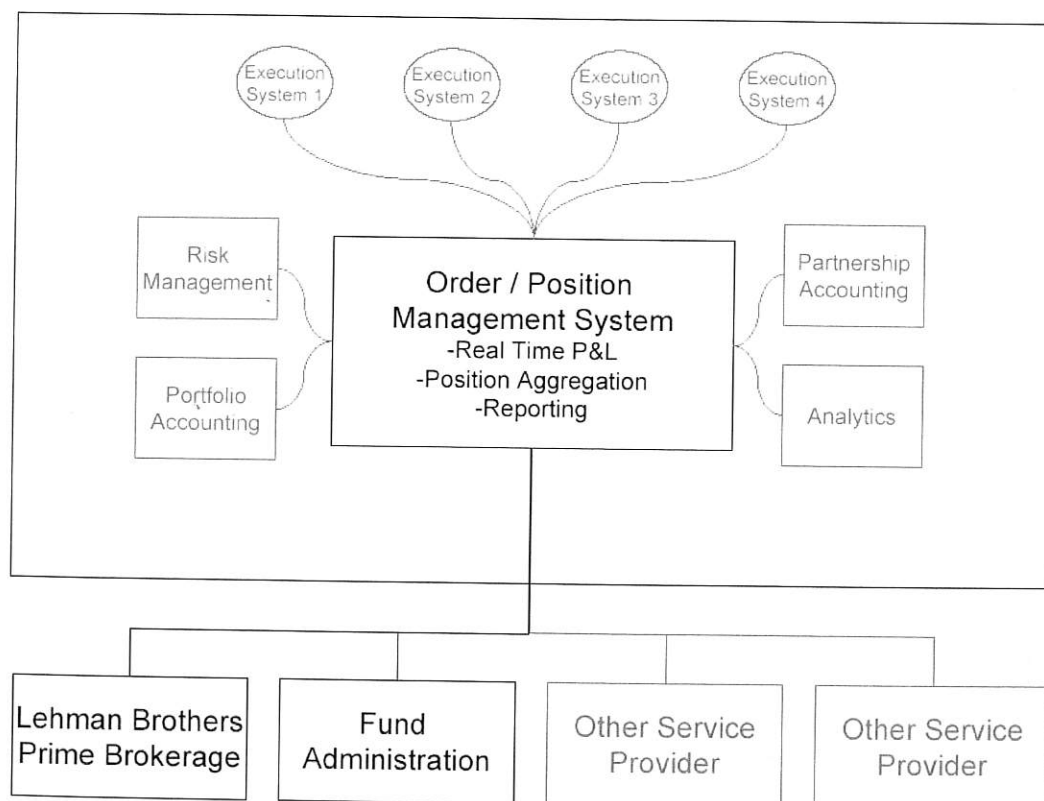 Execution
System 1
Execution
System 2
Execution
System 3
Execution
System 4
Risk
Management
Portfolio
Accounting
Order / Position
Management System
-Real Time P&L
-Position Aggregation
-Reporting
Partnership
Accounting
Analytics
Lehman Brothers
Prime Brokerage
Fund
Administration
Other Service
Provider
Other Service
Provider